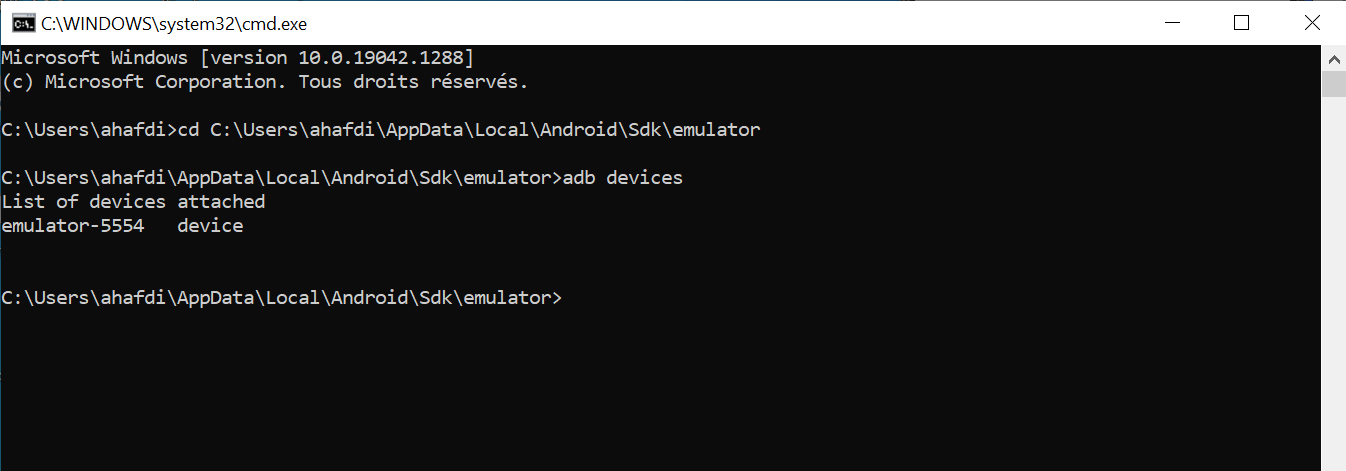 C:\WINDOWS\system32\cmd.exe
Microsoft Windows [version 10.0.19042.1288]
(c) Microsoft Corporation. Tous droits réservés.
C:\Users\ahafdi>cd C:\Users\ahafdi\AppData\Local\Android\Sdk\emulator
C:\Users\ahafdi\AppData\Local\Android\Sdk\emulator>adb devices
List of devices attached
emulator-5554   device
C:\Users\ahafdi\AppData\Local\Android\Sdk\emulator>